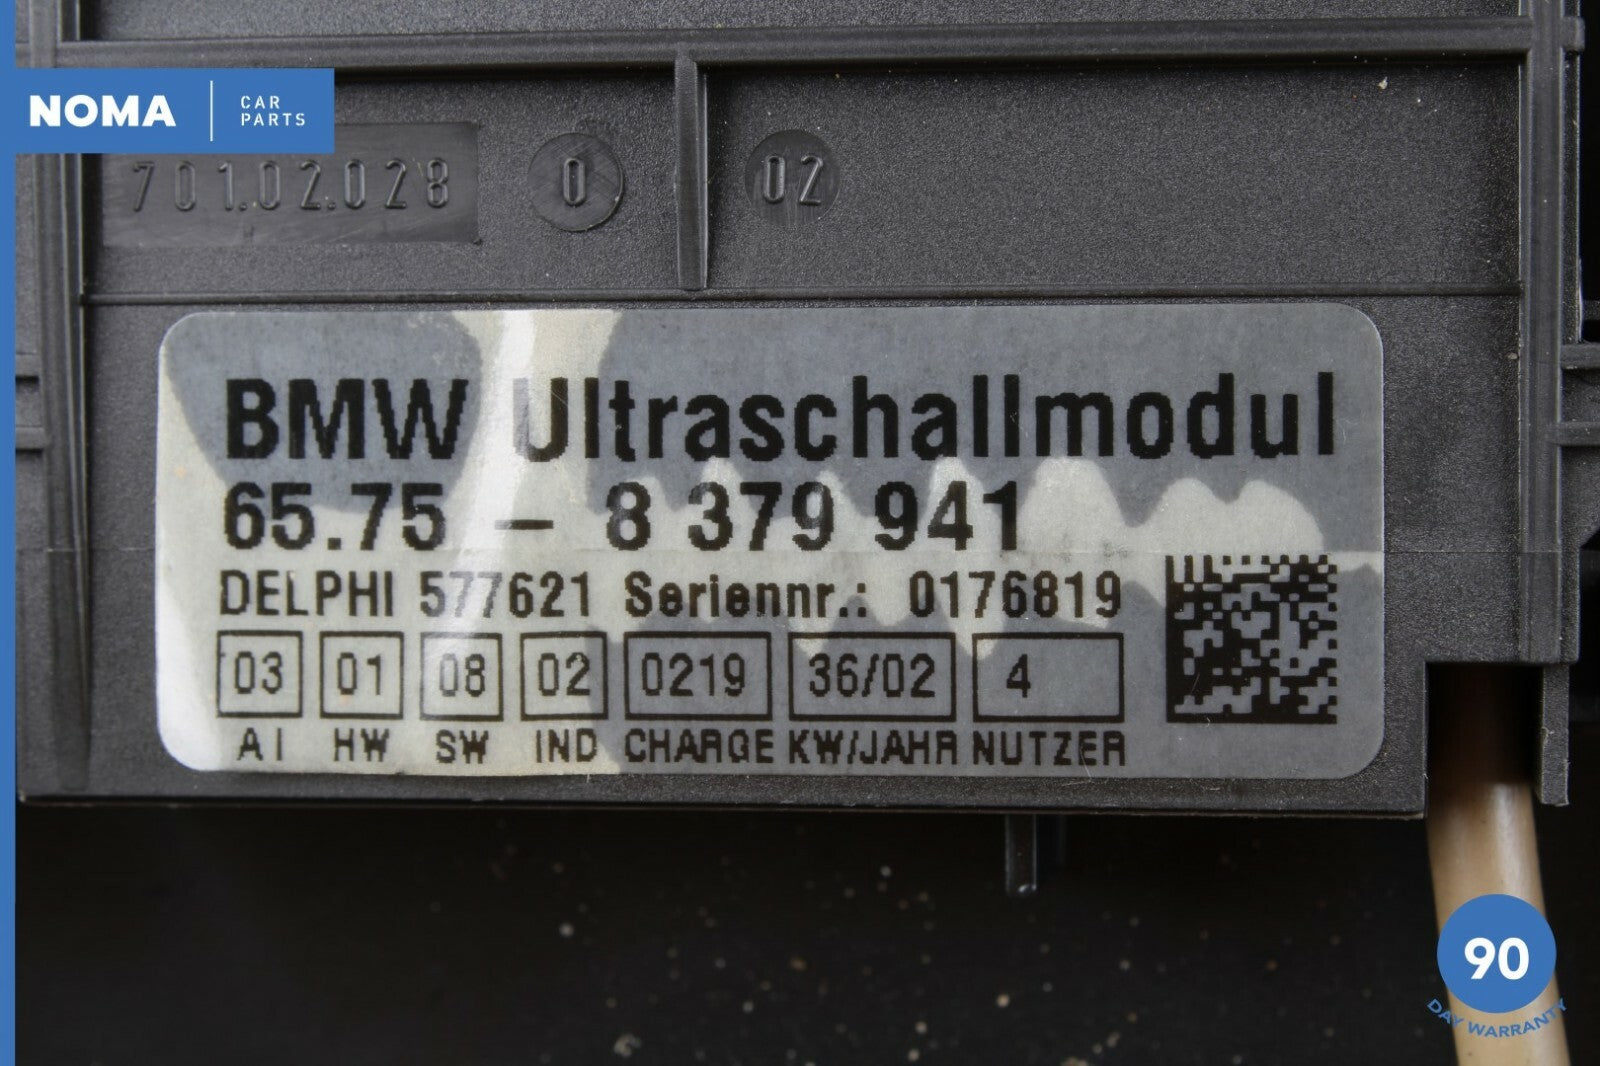 NOMA
CAR
PARTS
701.02.028
0
02
BMW Ultraschallmodul
65.75 – 8 379 941
DELPHI 577621 Seriennr.: 0176819
03 01 08 02 0219 36/02 4
AI HW SW IND CHARGE KW/JAHR NUTZER
90
DAY WARRANTY